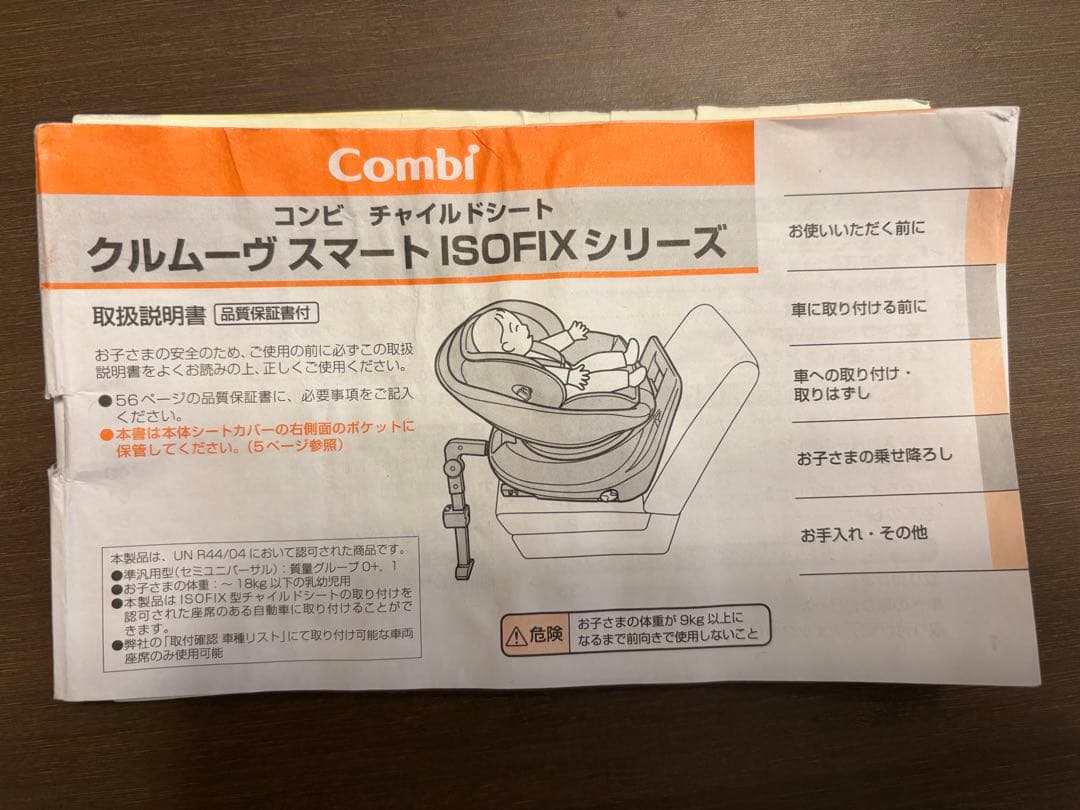 Combi
コンビ チャイルドシート
クルムーヴ スマート ISOFIXシリーズ
取扱説明書 品質保証書付
お子さまの安全のため、ご使用の前に必ずこの取扱
説明書をよくお読みの上、正しくご使用ください。
●56ページの品質保証書に、必要事項をご記入
ください。
●本書は本体シートカバーの右側面のポケットに
保管してください。(5ページ参照)
本製品は、UN R44/04 において認可された商品です。
●準汎用型(セミユニバーサル):質量グループ0+, 1
●お子さまの体重:~18kg以下の乳幼児用
●本製品はISOFIX型チャイルドシートの取り付けを
認可された座席のある自動車に取り付けることがで
きます。
●弊社の「取付確認 車種リスト」にて取り付け可能な車両
座席のみ使用可能
危険
お子さまの体重が9kg以上に
なるまで前向きで使用しないこと
お使いいただく前に
車に取り付ける前に
車への取り付け・
取りはずし
お子さまの乗せ降ろし
お手入れ・その他